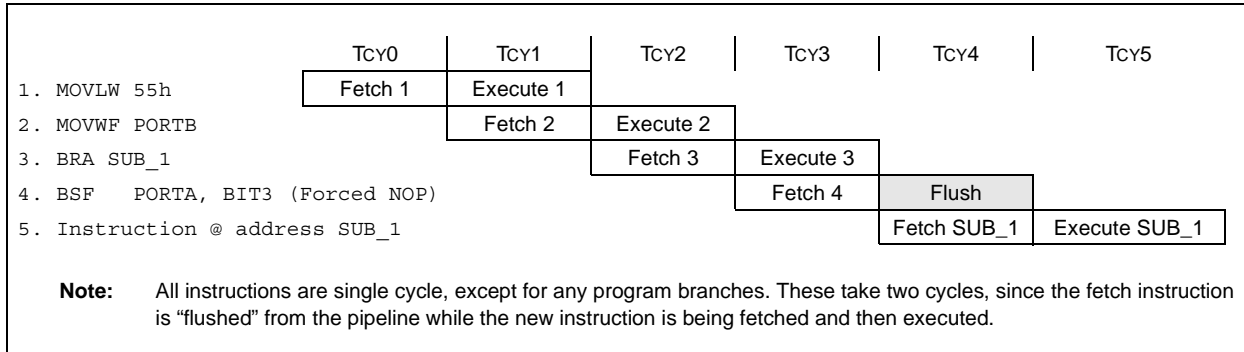 TCY0 TCY1 TCY2 TCY3 TCY4 TCY5
1. MOVLW 55h Fetch 1 Execute 1
2. MOVWF PORTB Fetch 2 Execute 2
3. BRA SUB_1 Fetch 3 Execute 3
4. BSF PORTA, BIT3 (Forced NOP) Fetch 4 Flush
5. Instruction @ address SUB_1 Fetch SUB_1 Execute SUB_1
Note: All instructions are single cycle, except for any program branches. These take two cycles, since the fetch instruction
is “flushed” from the pipeline while the new instruction is being fetched and then executed.